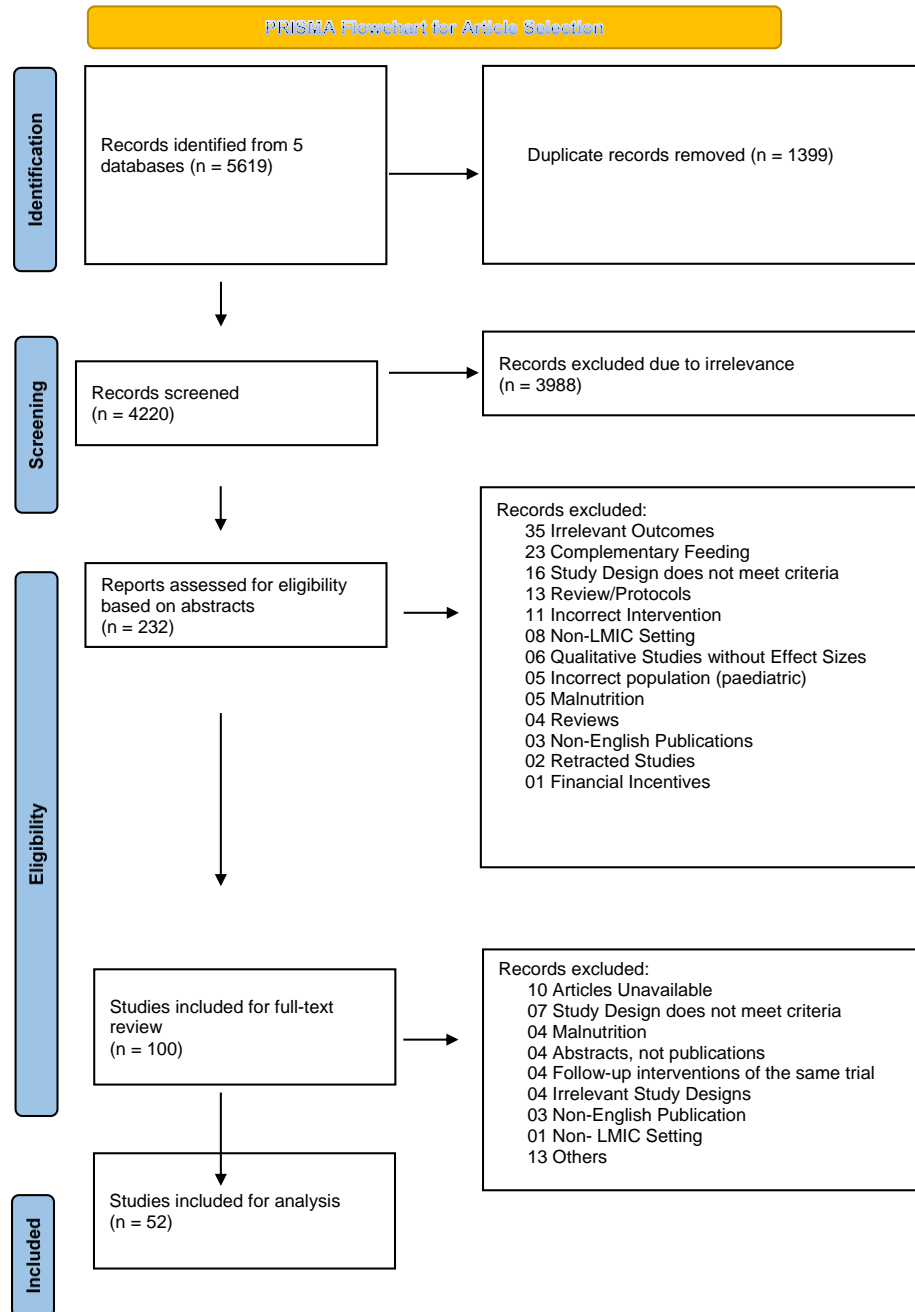 PRISMA Flowchart for Article Selection
Identification
Records identified from 5
databases (n = 5619)
Duplicate records removed (n = 1399)
Screening
Records screened
(n = 4220)
Records excluded due to irrelevance
(n = 3988)
Eligibility
Reports assessed for eligibility
based on abstracts
(n = 232)
Records excluded:
35 Irrelevant Outcomes
23 Complementary Feeding
16 Study Design does not meet criteria
13 Review/Protocols
11 Incorrect Intervention
08 Non-LMIC Setting
06 Qualitative Studies without Effect Sizes
05 Incorrect population (paediatric)
05 Malnutrition
04 Reviews
03 Non-English Publications
02 Retracted Studies
01 Financial Incentives
Studies included for full-text
review
(n = 100)
Records excluded:
10 Articles Unavailable
07 Study Design does not meet criteria
04 Malnutrition
04 Abstracts, not publications
04 Follow-up interventions of the same trial
04 Irrelevant Study Designs
03 Non-English Publication
01 Non- LMIC Setting
13 Others
Included
Studies included for analysis
(n = 52)